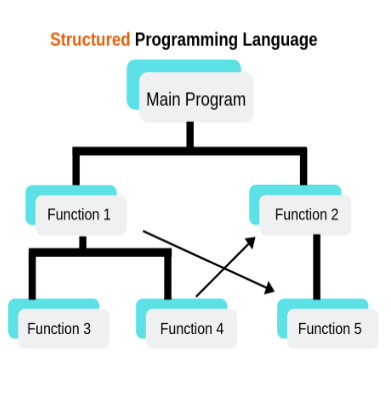 Structured Programming Language
Main Program
Function 1
Function 2
Function 3
Function 4
Function 5